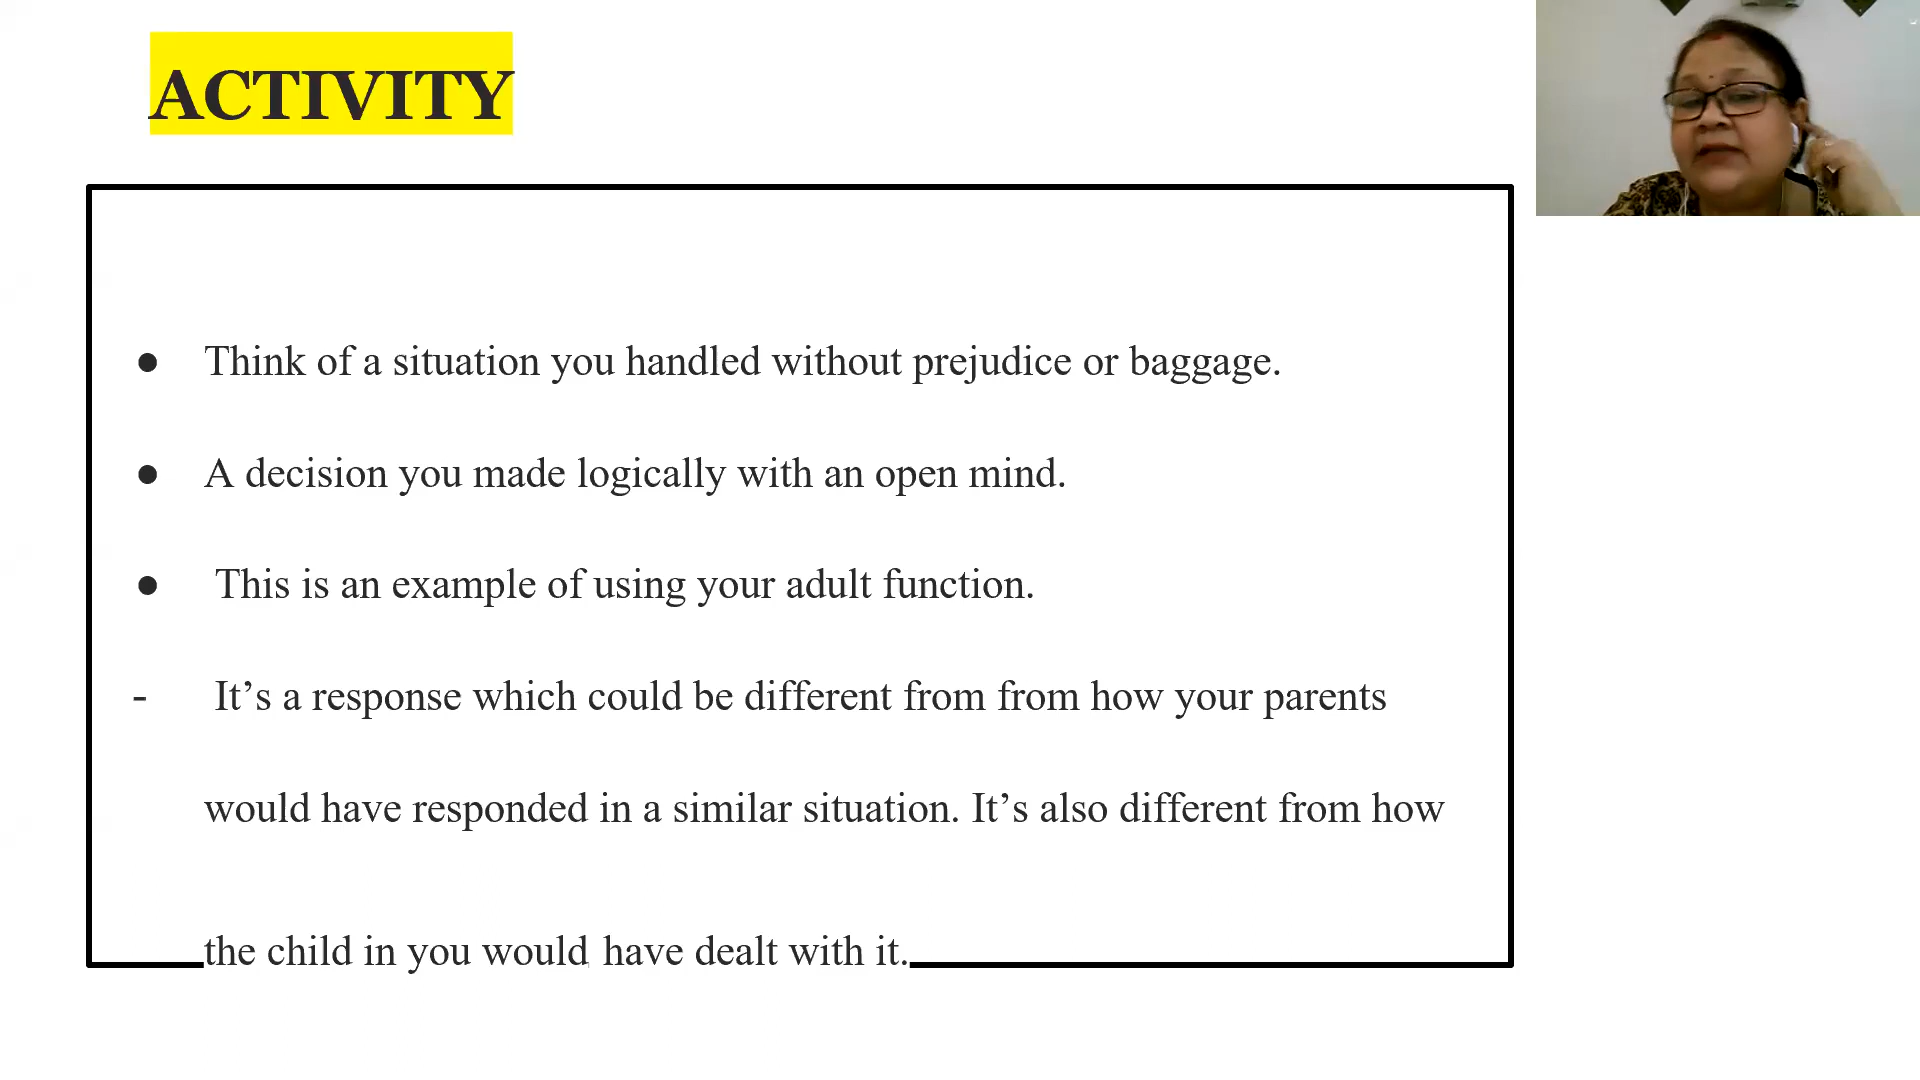 ACTIVITY
● Think of a situation you handled without prejudice or baggage.
● A decision you made logically with an open mind.
● This is an example of using your adult function.
- It’s a response which could be different from from how your parents
would have responded in a similar situation. It’s also different from how
the child in you would have dealt with it.